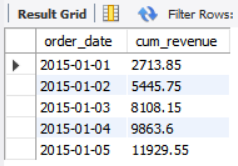 Result Grid Filter Rows:
order_date cum_revenue
2015-01-01 2713.85
2015-01-02 5445.75
2015-01-03 8108.15
2015-01-04 9863.6
2015-01-05 11929.55